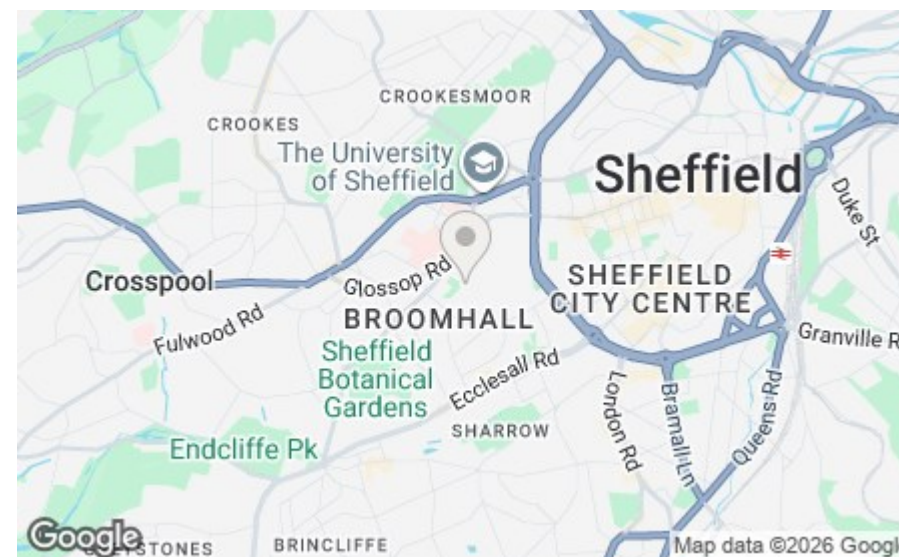 CROOKESMOOR
CROOKES
The University
of Sheffield
Sheffield
Duke St
Crosspool
Glossop Rd
SHEFFIELD
CITY CENTRE
Fulwood Rd
BROOMHALL
Granville R
Sheffield
Botanical
Gardens
Ecclesall Rd
London Rd
Bramall Ln
Queens Rd
SHARROW
Endcliffe Pk
Google
YSTONES
BRINCLIFFE
Map data ©2026 Googl